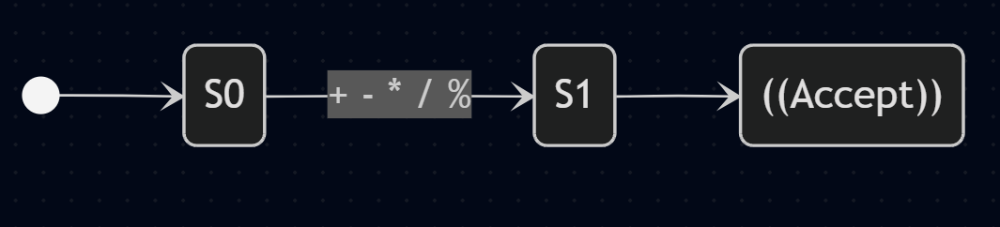 S0
+ - * / %
S1
((Accept))